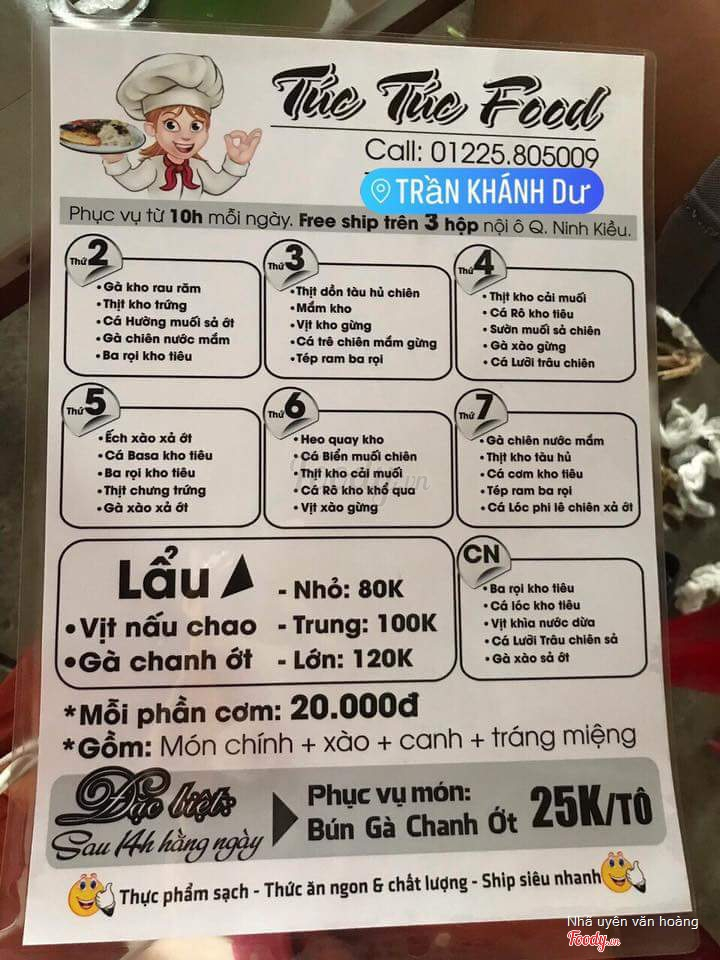 Túc Túc Food
Call: 01225.805009
TRẦN KHÁNH DƯ
Phục vụ từ 10h mỗi ngày. Free ship trên 3 hộp nội ô Q. Ninh Kiều.
Thứ 2
•Gà kho rau răm
•Thịt kho trứng
•Cá Hường muối sả ớt
•Gà chiên nước mắm
•Ba rọi kho tiêu
Thứ 3
•Thịt dồn tàu hủ chiên
•Mắm kho
•Vịt kho gừng
•Cá trê chiên mắm gừng
•Tép ram ba rọi
Thứ 4
•Thịt kho cải muối
•Cá Rô kho tiêu
•Sườn muối sả chiên
•Gà xào gừng
•Cá Lưỡi trâu chiên
Thứ 5
•Ếch xào xả ớt
•Cá Basa kho tiêu
•Ba rọi kho tiêu
•Thịt chưng trứng
•Gà xào xả ớt
Thứ 6
•Heo quay kho
•Cá Biển muối chiên
•Thịt kho cải muối
•Cá Rô kho khổ qua
•Vịt xào gừng
Foody.vn
Thứ 7
•Gà chiên nước mắm
•Thịt kho tàu hủ
•Cá cơm kho tiêu
•Tép ram ba rọi
•Cá Lóc phi lê chiên xả ớt
Lẩu
•Vịt nấu chao
•Gà chanh ớt
- Nhỏ: 80K
- Trung: 100K
- Lớn: 120K
CN
•Ba rọi kho tiêu
•Cá lóc kho tiêu
•Vịt khìa nước dừa
•Cá Lưỡi Trâu chiên sả
•Gà xào sả ớt
*Mỗi phần cơm: 20.000đ
*Gồm: Món chính + xào + canh + tráng miệng
Đặc biệt:
Sau 14h hằng ngày
Phục vụ món:
Bún Gà Chanh Ớt
25K/TÔ
Thực phẩm sạch - Thức ăn ngon & chất lượng - Ship siêu nhanh
Nhã uyên văn hoàng
Foody.vn